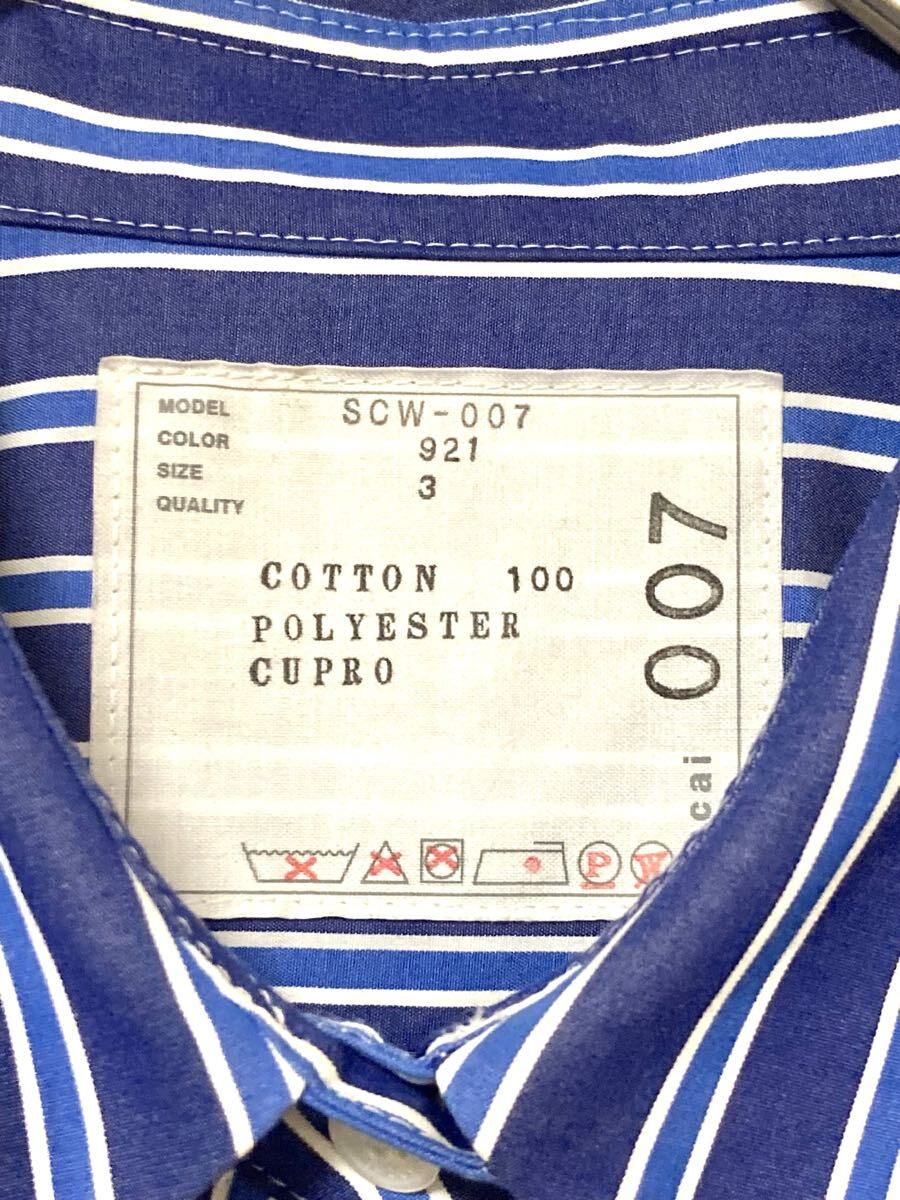 MODEL SCW-007
COLOR 921
SIZE 3
QUALITY
COTTON 100
POLYESTER
CUPRO
007
cai
P
W